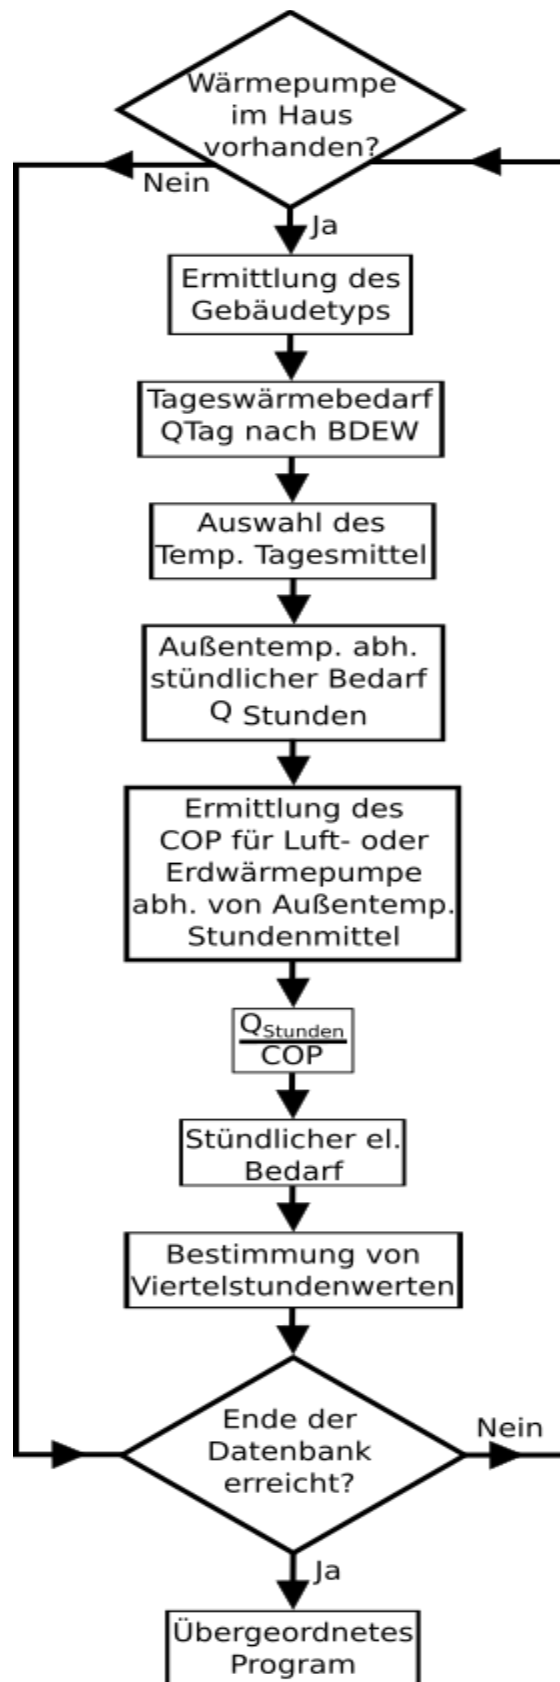 Wärmepumpe
im Haus
vorhanden?
Nein
Ja
Ermittlung des
Gebäudetyps
Tageswärmebedarf
QTag nach BDEW
Auswahl des
Temp. Tagesmittel
Außentemp. abh.
stündlicher Bedarf
Q Stunden
Ermittlung des
COP für Luft- oder
Erdwärmepumpe
abh. von Außentemp.
Stundenmittel
QStunden
COP
Stündlicher el.
Bedarf
Bestimmung von
Viertelstundenwerten
Ende der
Datenbank
erreicht?
Nein
Ja
Übergeordnetes
Program